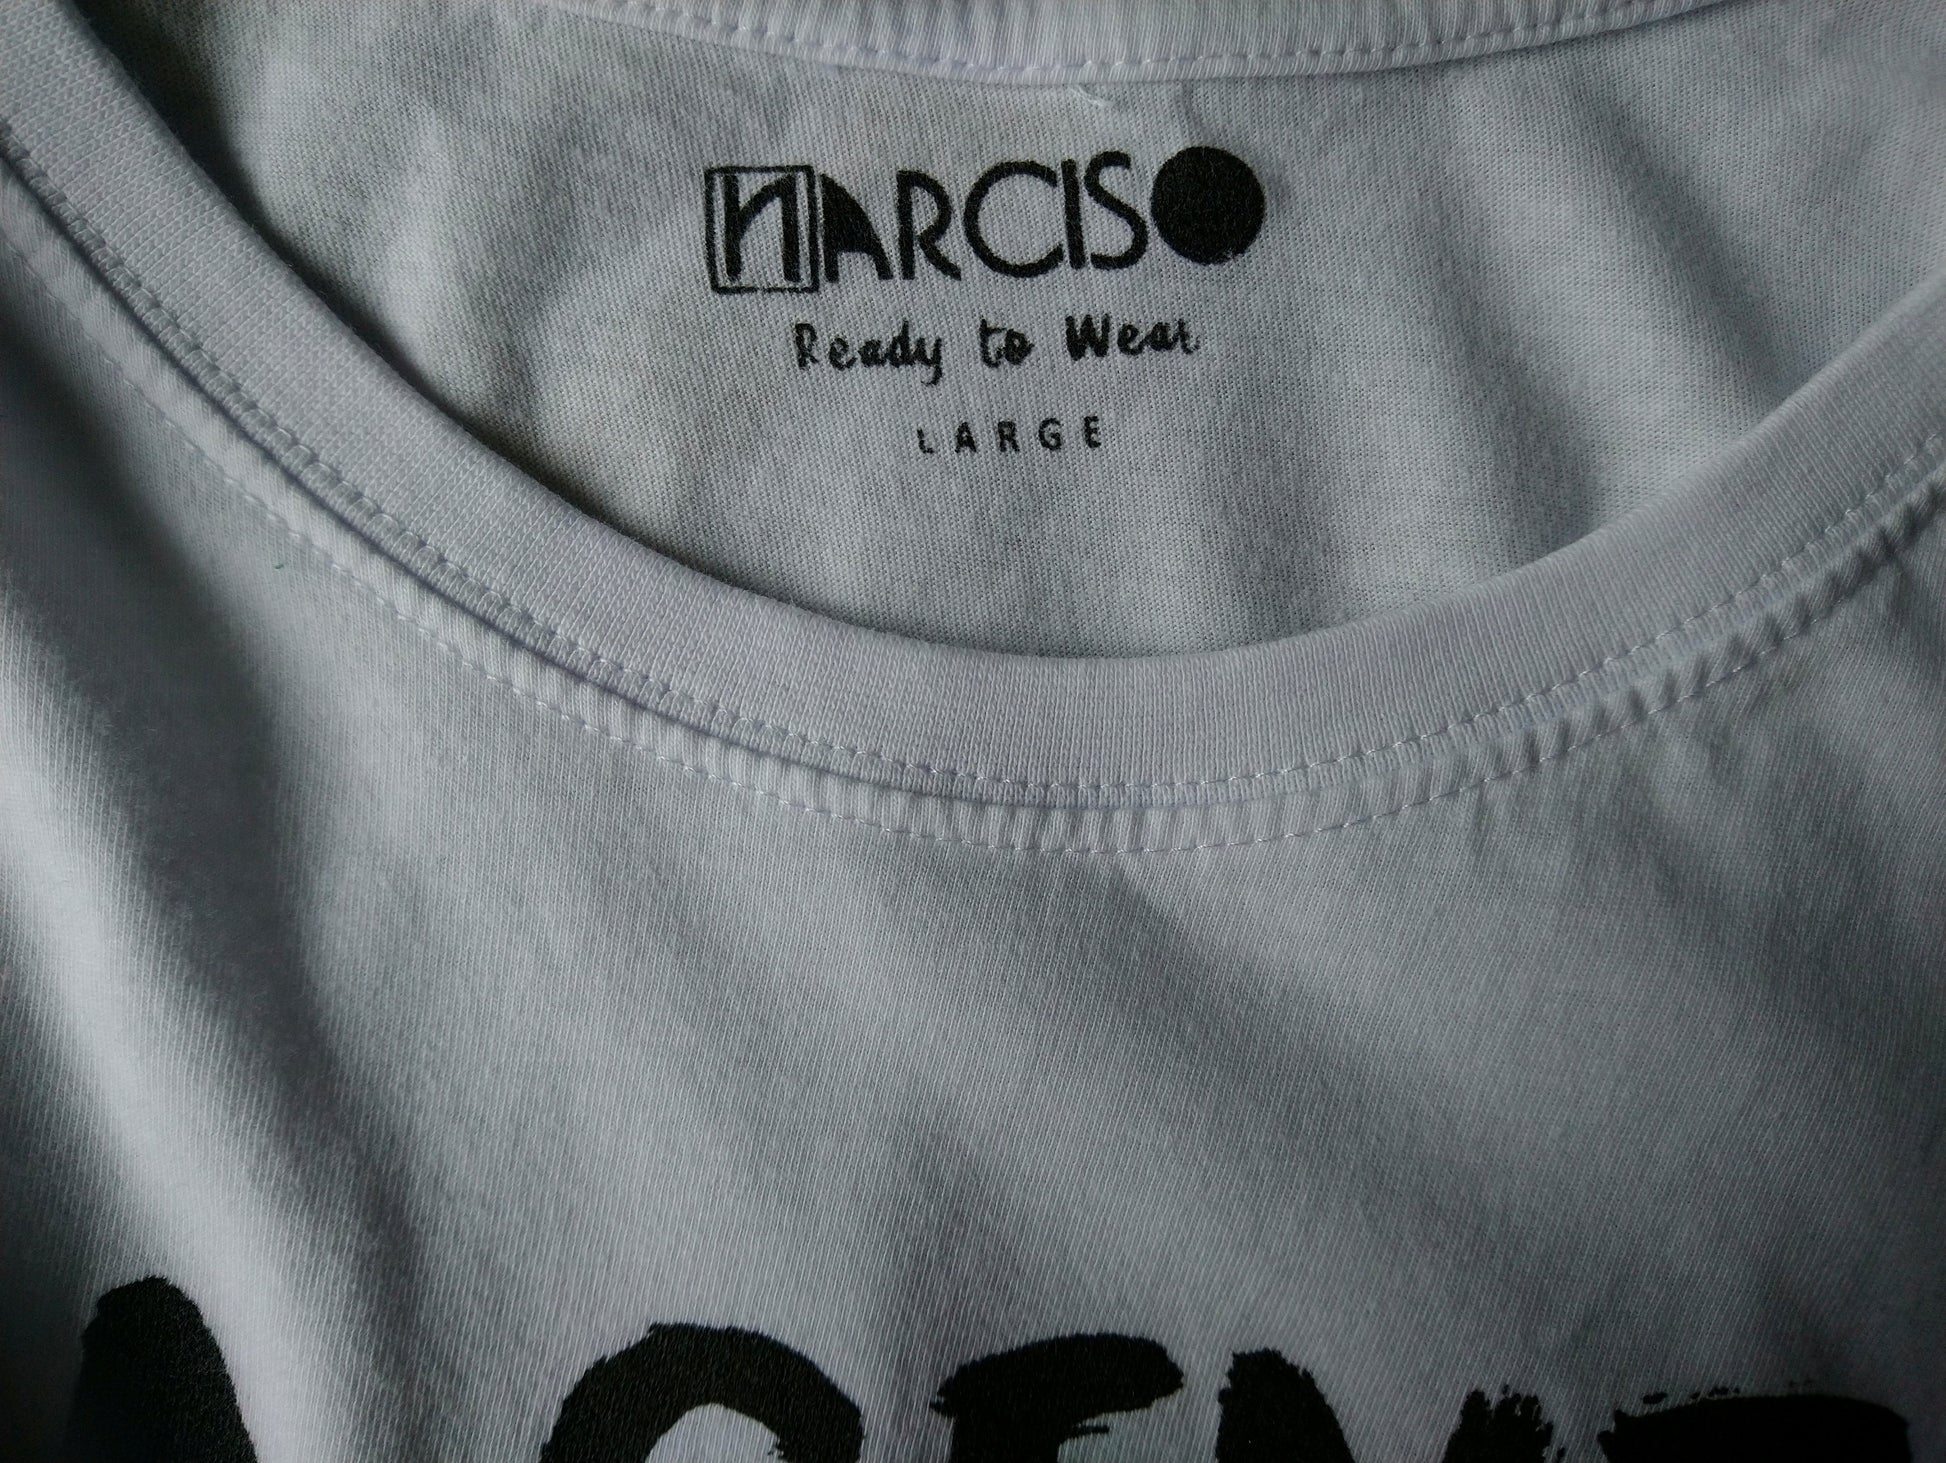 NARCISO
Ready to Wear
LARGE